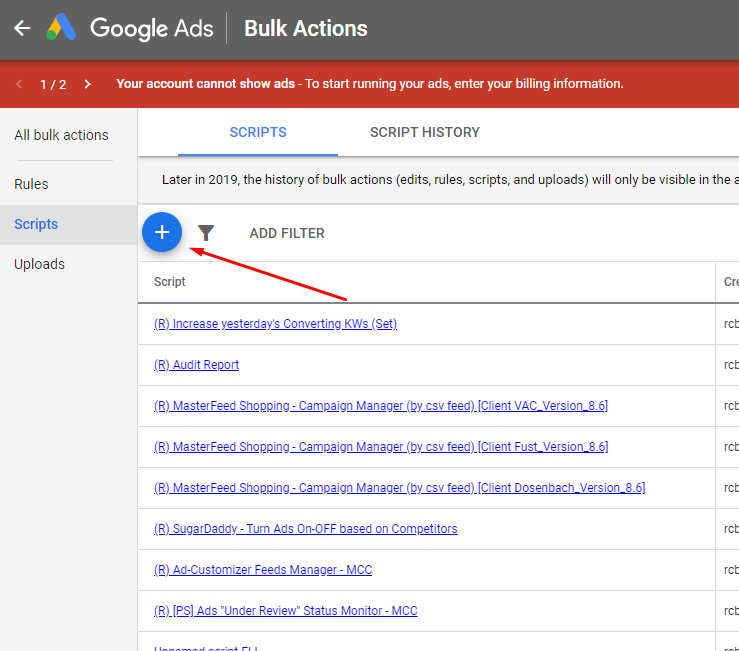 Google Ads Bulk Actions
1 / 2 Your account cannot show ads - To start running your ads, enter your billing information.
All bulk actions
Rules
Scripts
Uploads
SCRIPTS SCRIPT HISTORY
Later in 2019, the history of bulk actions (edits, rules, scripts, and uploads) will only be visible in the a
ADD FILTER
Script Cre
(R) Increase yesterday's Converting KWs (Set) rcb
(R) Audit Report rcb
(R) MasterFeed Shopping - Campaign Manager (by csv feed) [Client VAC_Version_8.6] rcb
(R) MasterFeed Shopping - Campaign Manager (by csv feed) [Client Fust_Version_8.6] rcb
(R) MasterFeed Shopping - Campaign Manager (by csv feed) [Client Dosenbach_Version_8.6] rcb
(R) SugarDaddy - Turn Ads On-OFF based on Competitors rcb
(R) Ad-Customizer Feeds Manager - MCC rcb
(R) [PS] Ads "Under Review" Status Monitor - MCC rcb
Unnamed script